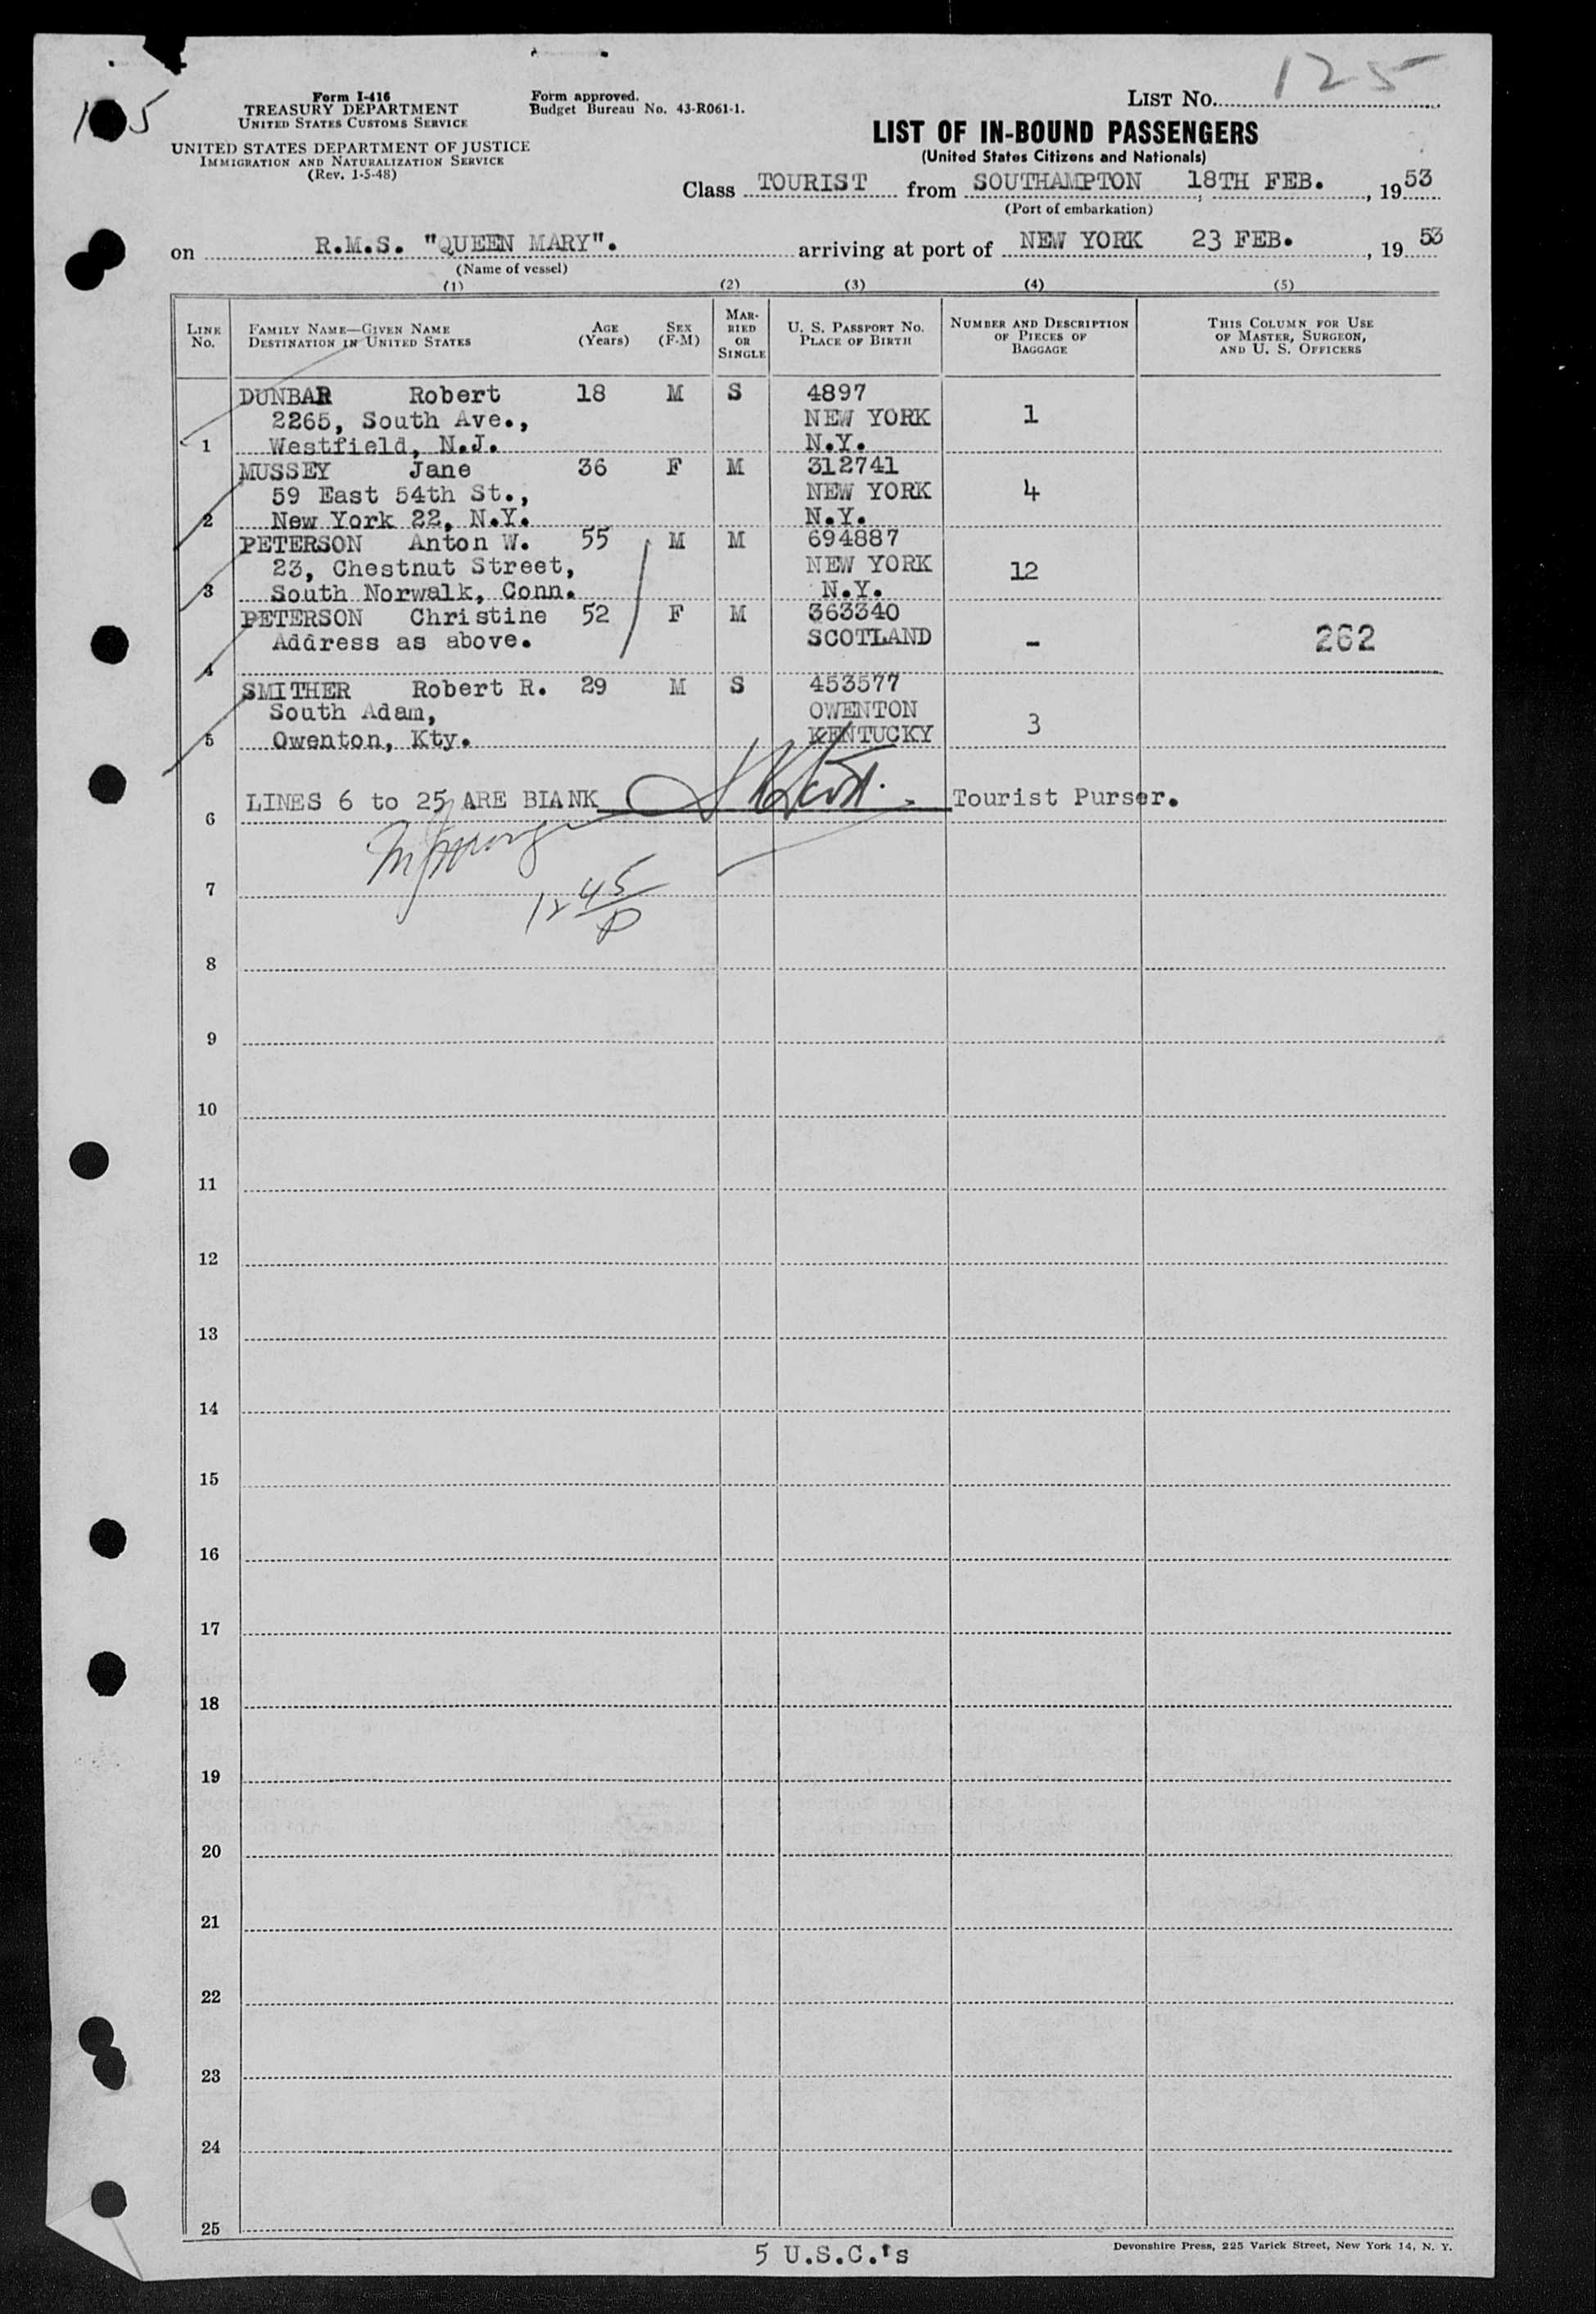 125
Form I-416
TREASURY DEPARTMENT
UNITED STATES CUSTOMS SERVICE
UNITED STATES DEPARTMENT OF JUSTICE
IMMIGRATION AND NATURALIZATION SERVICE
(Rev. 1-5-48)
Form approved.
Budget Bureau No. 43-R061-1.
LIST NO. 125
LIST OF IN-BOUND PASSENGERS
(United States Citizens and Nationals)
Class TOURIST from SOUTHAMPTON , 18TH FEB. , 1953
(Port of embarkation)
on R.M.S. "QUEEN MARY". arriving at port of NEW YORK 23 FEB. , 19 53
(Name of vessel)
(1) (2) (3) (4) (5)
LINE No. FAMILY NAME—GIVEN NAME DESTINATION IN UNITED STATES AGE (Years) SEX (F-M) MARRIED OR SINGLE U. S. PASSPORT NO. PLACE OF BIRTH NUMBER AND DESCRIPTION OF PIECES OF BAGGAGE THIS COLUMN FOR USE OF MASTER, SURGEON, AND U. S. OFFICERS
DUNBAR Robert 18 M S 4897
2265, South Ave., NEW YORK 1
1 Westfield, N.J. N.Y.
MUSSEY Jane 36 F M 312741
59 East 54th St., NEW YORK 4
2 New York 22, N.Y. N.Y.
PETERSON Anton W. 55 M M 694887
23, Chestnut Street, NEW YORK 12
3 South Norwalk, Conn. N.Y.
PETERSON Christine 52 F M 363340
Address as above. SCOTLAND - 262
4
SMITHER Robert R. 29 M S 453577
South Adam, OWENTON
5 Owenton, Kty. KENTUCKY 3
LINES 6 to 25 ARE BLANK Tourist Purser.
6
7
12 45/P
8
9
10
11
12
13
14
15
16
17
18
19
20
21
22
23
24
25
5 U.S.C.'s
Devonshire Press, 225 Varick Street, New York 14, N. Y.